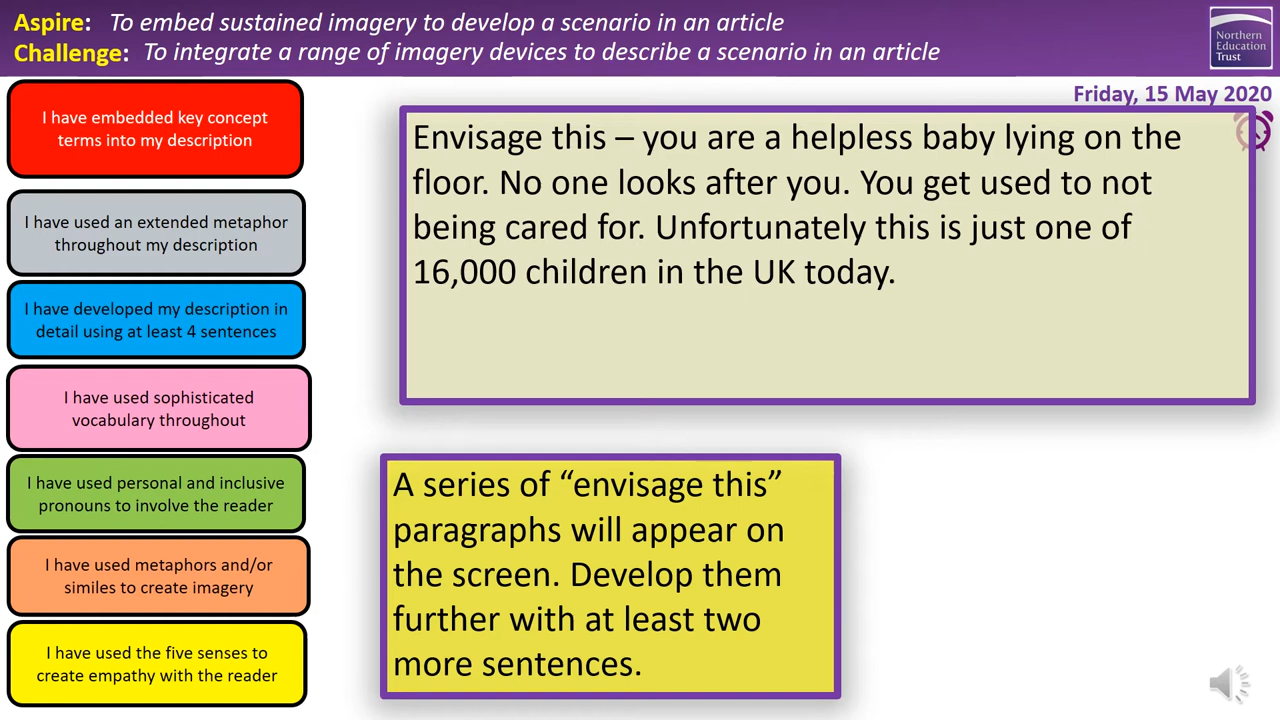 Aspire: To embed sustained imagery to develop a scenario in an article
Challenge: To integrate a range of imagery devices to describe a scenario in an article
Northern
Education
Trust
Friday, 15 May 2020
I have embedded key concept
terms into my description
I have used an extended metaphor
throughout my description
I have developed my description in
detail using at least 4 sentences
I have used sophisticated
vocabulary throughout
I have used personal and inclusive
pronouns to involve the reader
I have used metaphors and/or
similes to create imagery
I have used the five senses to
create empathy with the reader
Envisage this – you are a helpless baby lying on the
floor. No one looks after you. You get used to not
being cared for. Unfortunately this is just one of
16,000 children in the UK today.
A series of “envisage this”
paragraphs will appear on
the screen. Develop them
further with at least two
more sentences.